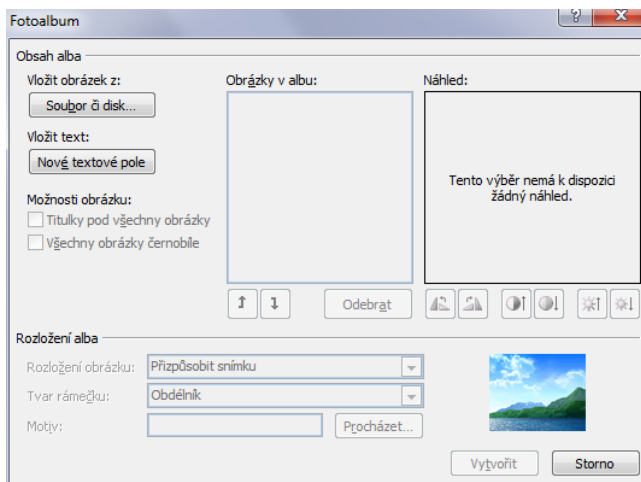 Fotoalbum
Obsah alba
Vložit obrázek z:
Soubor či disk...
Vložit text:
Nové textové pole
Možnosti obrázku:
Titulky pod všechny obrázky
Všechny obrázky černobíle
Obrázky v albu:
Odebrat
Náhled:
Tento výběr nemá k dispozici
žádný náhled.
Rozložení alba
Rozložení obrázku: Přizpůsobit snímku
Tvar rámečku: Obdélník
Motiv: Procházet...
Vytvořit Storno